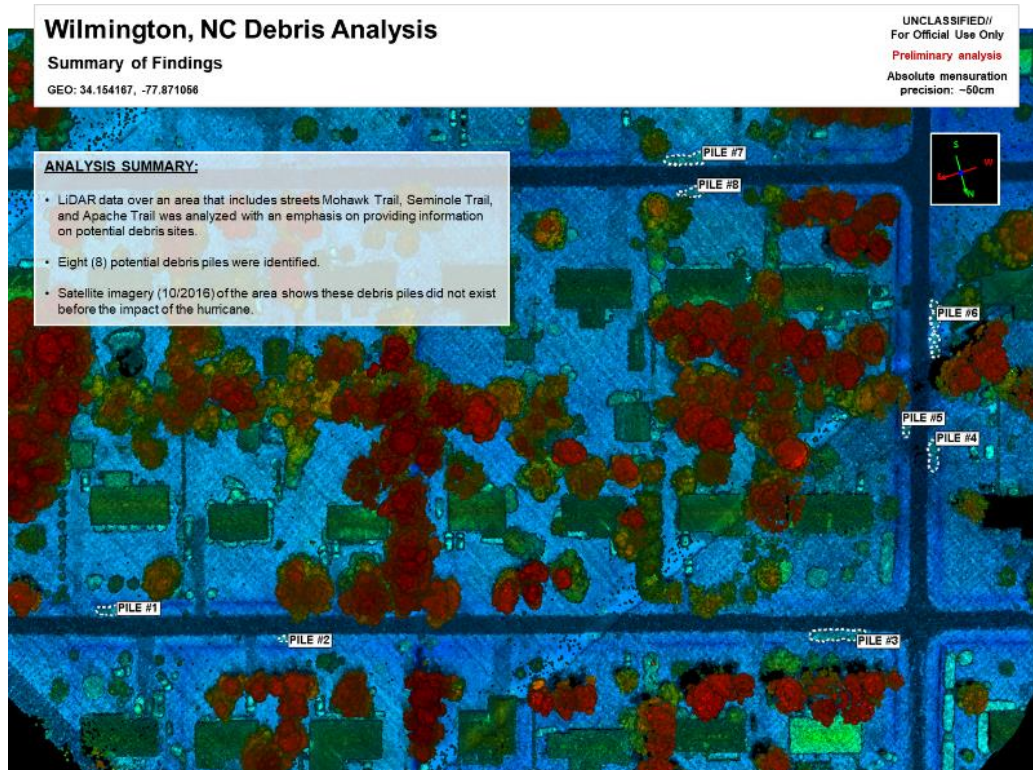 Wilmington, NC Debris Analysis
Summary of Findings
GEO: 34.154167, -77.871056
UNCLASSIFIED//
For Official Use Only
Preliminary analysis
Absolute mensuration
precision: ~50cm
ANALYSIS SUMMARY:
• LiDAR data over an area that includes streets Mohawk Trail, Seminole Trail,
and Apache Trail was analyzed with an emphasis on providing information
on potential debris sites.
• Eight (8) potential debris piles were identified.
• Satellite imagery (10/2016) of the area shows these debris piles did not exist
before the impact of the hurricane.
PILE #7
PILE #8
S
W
PILE #6
PILE #5
PILE #4
PILE #1
PILE #2
PILE #3